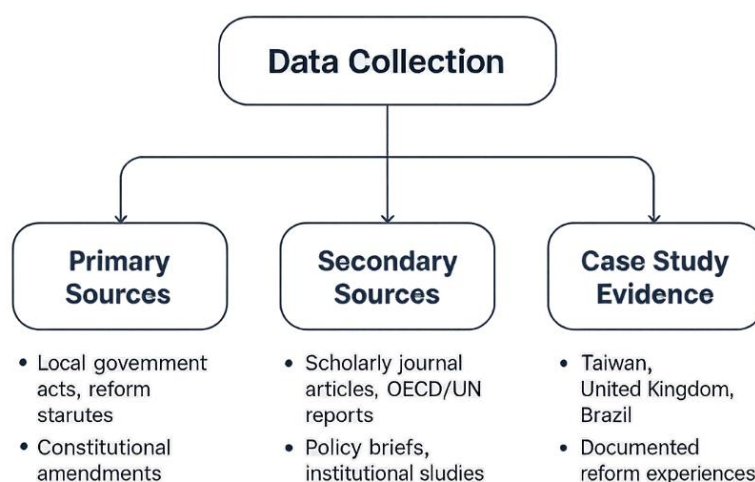 Data Collection
Primary
Sources
• Local government
acts, reform
starutes
• Constitutional
amendments
Secondary
Sources
• Scholarly journal
articles, OECD/UN
reports
• Policy briefs,
institutional sludies
Case Study
Evidence
• Taiwan,
United Kingdom,
Brazil
• Documented
reform experiences